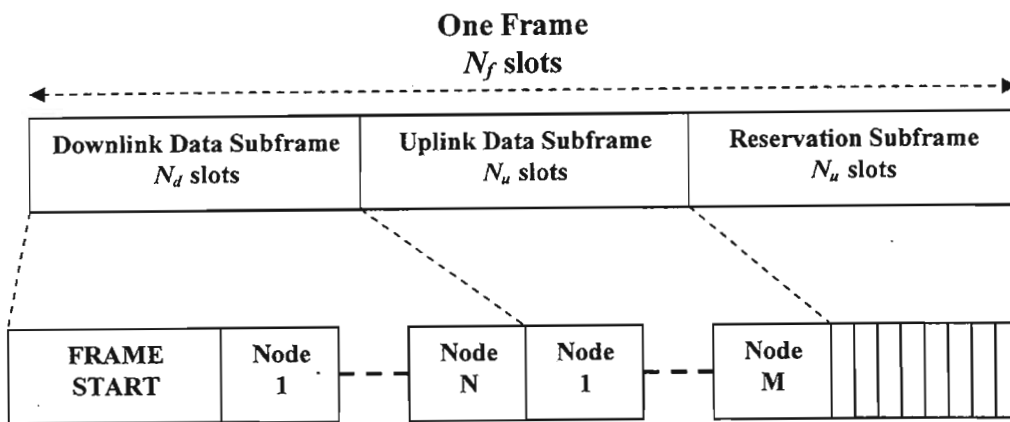 One Frame
N_f slots
Downlink Data Subframe
N_d slots
Uplink Data Subframe
N_u slots
Reservation Subframe
N_u slots
FRAME
START
Node
1
Node
N
Node
1
Node
M